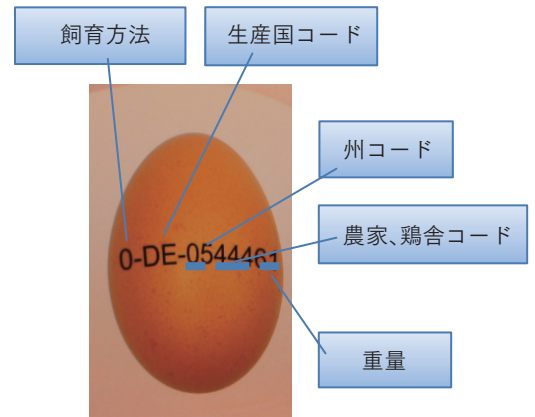 飼育方法
生産国コード
州コード
0-DE-0544461
農家、鶏舎コード
重量